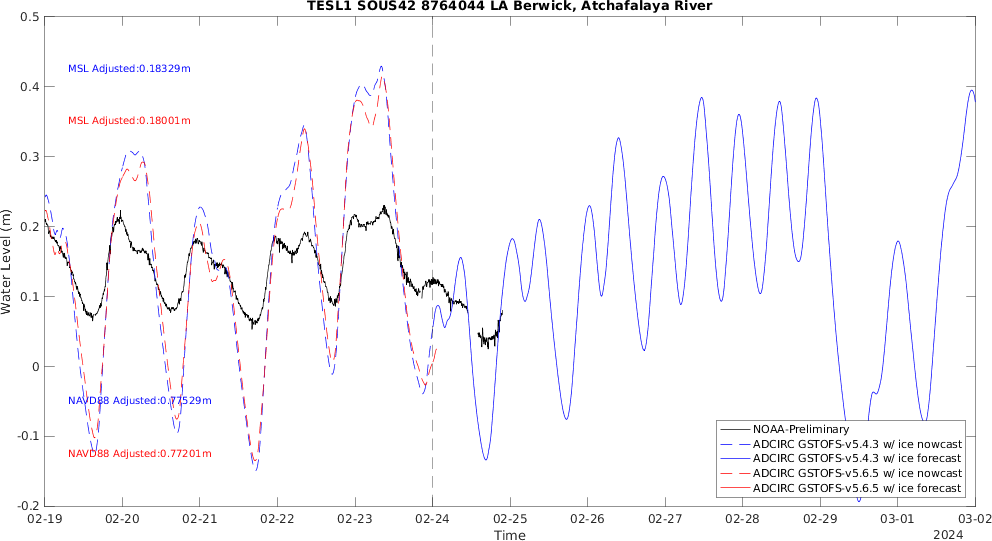 TESL1 SOUS42 8764044 LA Berwick, Atchafalaya River
0.5
0.4
0.3
0.2
0.1
0
-0.1
-0.2
Water Level (m)
MSL Adjusted:0.18329m
MSL Adjusted:0.18001m
NAVD88 Adjusted:0.77529m
NAVD88 Adjusted:0.77201m
NOAA-Preliminary
ADCIRC GSTOFS-v5.4.3 w/ ice nowcast
ADCIRC GSTOFS-v5.4.3 w/ ice forecast
ADCIRC GSTOFS-v5.6.5 w/ ice nowcast
ADCIRC GSTOFS-v5.6.5 w/ ice forecast
02-19 02-20 02-21 02-22 02-23 02-24 02-25 02-26 02-27 02-28 02-29 03-01 03-02
Time
2024